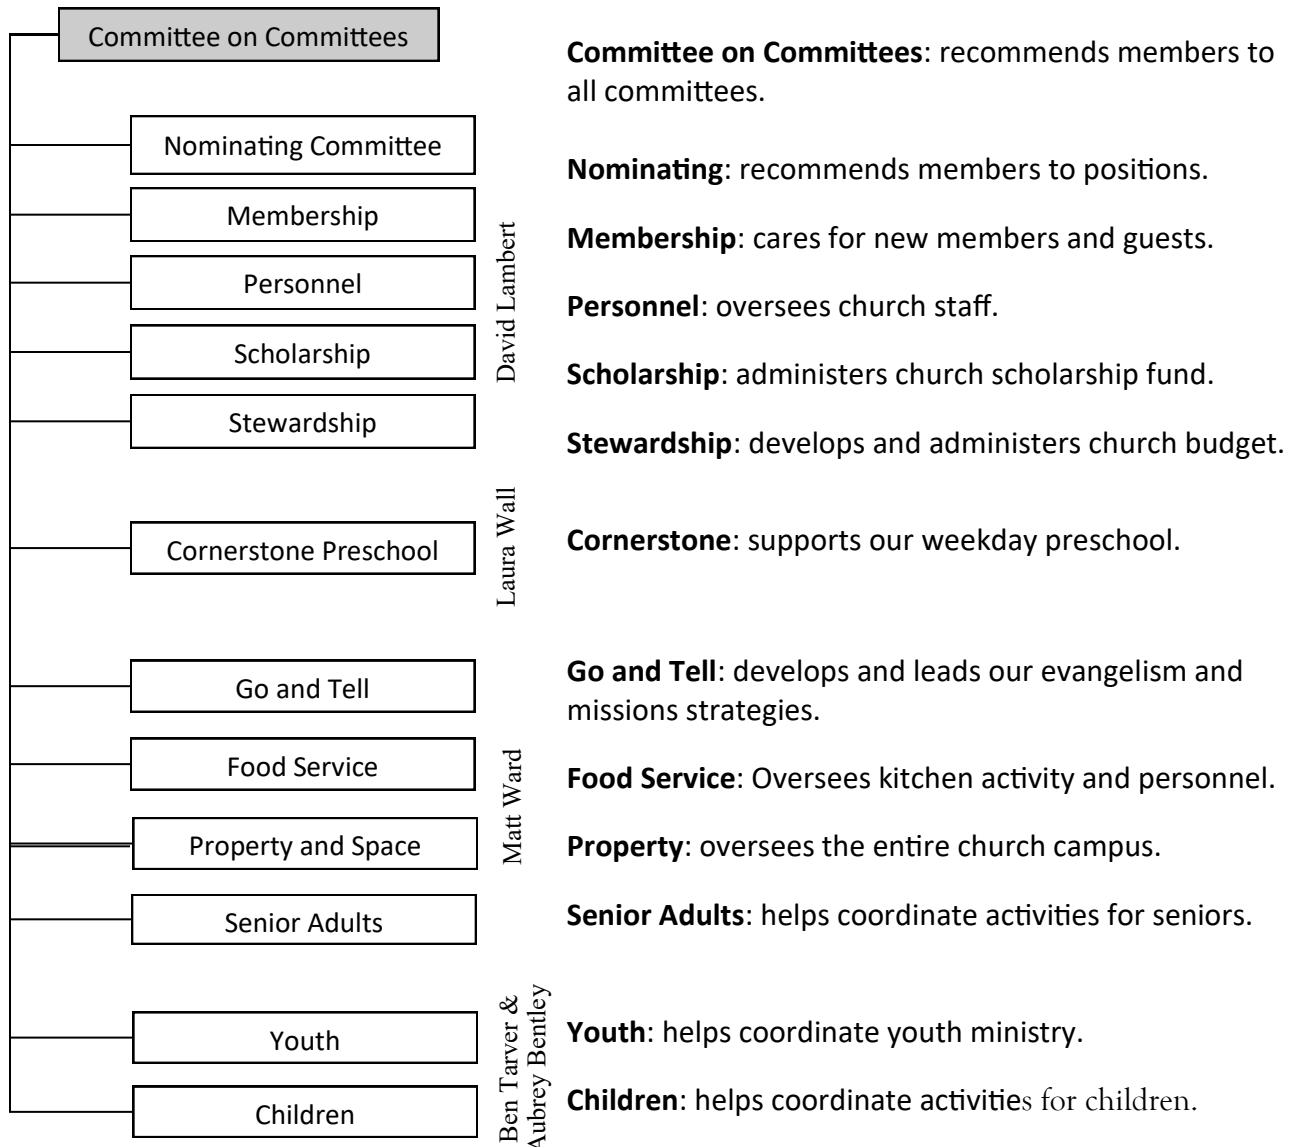 Committee on Committees
Committee on Committees: recommends members to
all committees.
Nominating Committee
Nominating: recommends members to positions.
Membership
Membership: cares for new members and guests.
Personnel
Personnel: oversees church staff.
David Lambert
Scholarship
Scholarship: administers church scholarship fund.
Stewardship
Stewardship: develops and administers church budget.
Cornerstone Preschool
Laura Wall
Cornerstone: supports our weekday preschool.
Go and Tell
Go and Tell: develops and leads our evangelism and
missions strategies.
Food Service
Food Service: Oversees kitchen activity and personnel.
Matt Ward
Property and Space
Property: oversees the entire church campus.
Senior Adults
Senior Adults: helps coordinate activities for seniors.
Youth
Youth: helps coordinate youth ministry.
Ben Tarver &
Aubrey Bentley
Children
Children: helps coordinate activities for children.